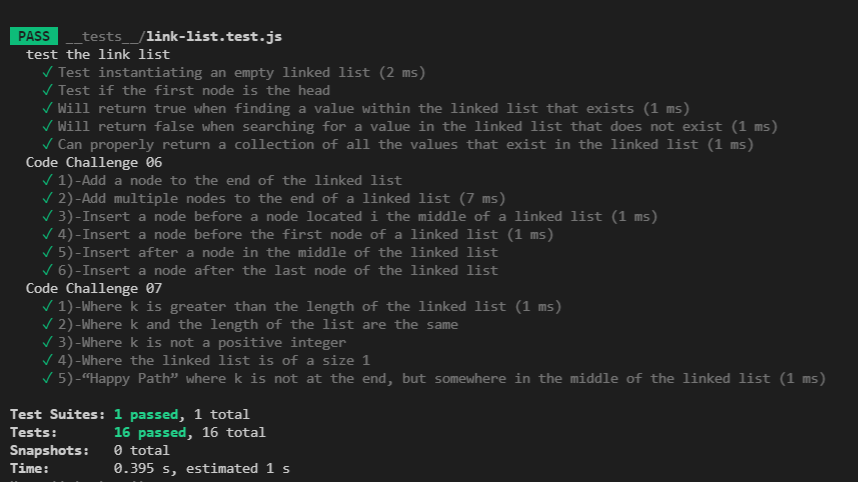 PASS __tests__/link-list.test.js
test the link list
✓ Test instantiating an empty linked list (2 ms)
✓ Test if the first node is the head
✓ Will return true when finding a value within the linked list that exists (1 ms)
✓ Will return false when searching for a value in the linked list that does not exist (1 ms)
✓ Can properly return a collection of all the values that exist in the linked list (1 ms)
Code Challenge 06
✓ 1)-Add a node to the end of the linked list
✓ 2)-Add multiple nodes to the end of a linked list (7 ms)
✓ 3)-Insert a node before a node located i the middle of a linked list (1 ms)
✓ 4)-Insert a node before the first node of a linked list (1 ms)
✓ 5)-Insert after a node in the middle of the linked list
✓ 6)-Insert a node after the last node of the linked list
Code Challenge 07
✓ 1)-Where k is greater than the length of the linked list (1 ms)
✓ 2)-Where k and the length of the list are the same
✓ 3)-Where k is not a positive integer
✓ 4)-Where the linked list is of a size 1
✓ 5)-“Happy Path” where k is not at the end, but somewhere in the middle of the linked list (1 ms)
Test Suites: 1 passed, 1 total
Tests: 16 passed, 16 total
Snapshots: 0 total
Time: 0.395 s, estimated 1 s